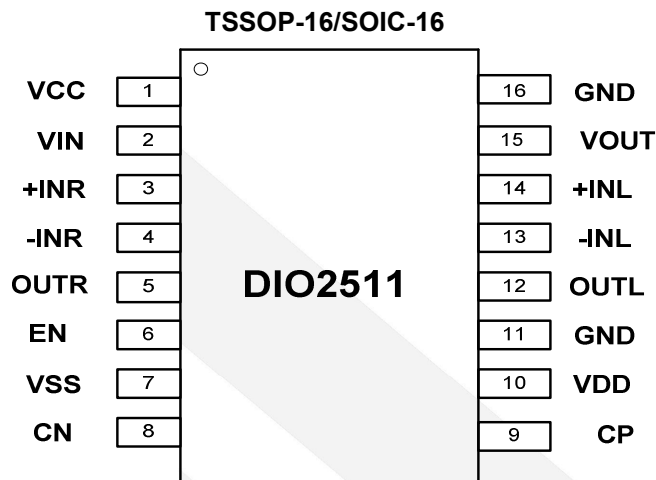 TSSOP-16/SOIC-16
VCC 1 16 GND
VIN 2 15 VOUT
+INR 3 14 +INL
-INR 4 13 -INL
OUTR 5 DIO2511 12 OUTL
EN 6 11 GND
VSS 7 10 VDD
CN 8 9 CP